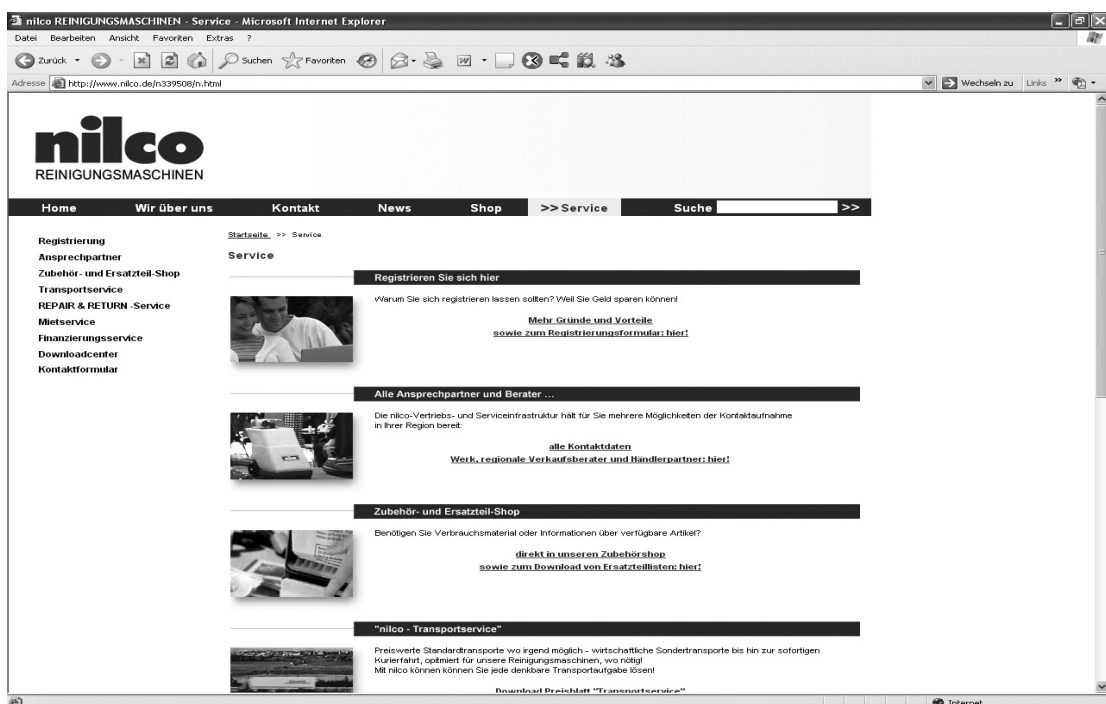 nilco REINIGUNGSMASCHINEN - Service - Microsoft Internet Explorer
Datei Bearbeiten Ansicht Favoriten Extras ?
Zurück Suchen Favoriten
Adresse http://www.nilco.de/n339508/n.html Wechseln zu Links »
nilco
REINIGUNGSMASCHINEN
Home Wir über uns Kontakt News Shop >> Service Suche >>
Startseite >> Service
Service
Registrierung
Ansprechpartner
Zubehör- und Ersatzteil-Shop
Transportservice
REPAIR & RETURN -Service
Mietservice
Finanzierungsservice
Downloadcenter
Kontaktformular
Registrieren Sie sich hier
Warum Sie sich registrieren lassen sollten? Weil Sie Geld sparen können!
Mehr Gründe und Vorteile
sowie zum Registrierungsformular: hier!
Alle Ansprechpartner und Berater ...
Die nilco-Vertriebs- und Serviceinfrastruktur hält für Sie mehrere Möglichkeiten der Kontaktaufnahme
in Ihrer Region bereit:
alle Kontaktdaten
Werk, regionale Verkaufsberater und Händlerpartner: hier!
Zubehör- und Ersatzteil-Shop
Benötigen Sie Verbrauchsmaterial oder Informationen über verfügbare Artikel?
direkt in unseren Zubehörshop
sowie zum Download von Ersatzteillisten: hier!
"nilco - Transportservice"
Preiswerte Standardtransporte wo irgend möglich - wirtschaftliche Sondertransporte bis hin zur sofortigen
Kurierfahrt, opitmiert für unsere Reinigungsmaschinen, wo nötig!
Mit nilco können können Sie jede denkbare Transportaufgabe lösen!
Download Preisblatt "Transportservice"
Internet